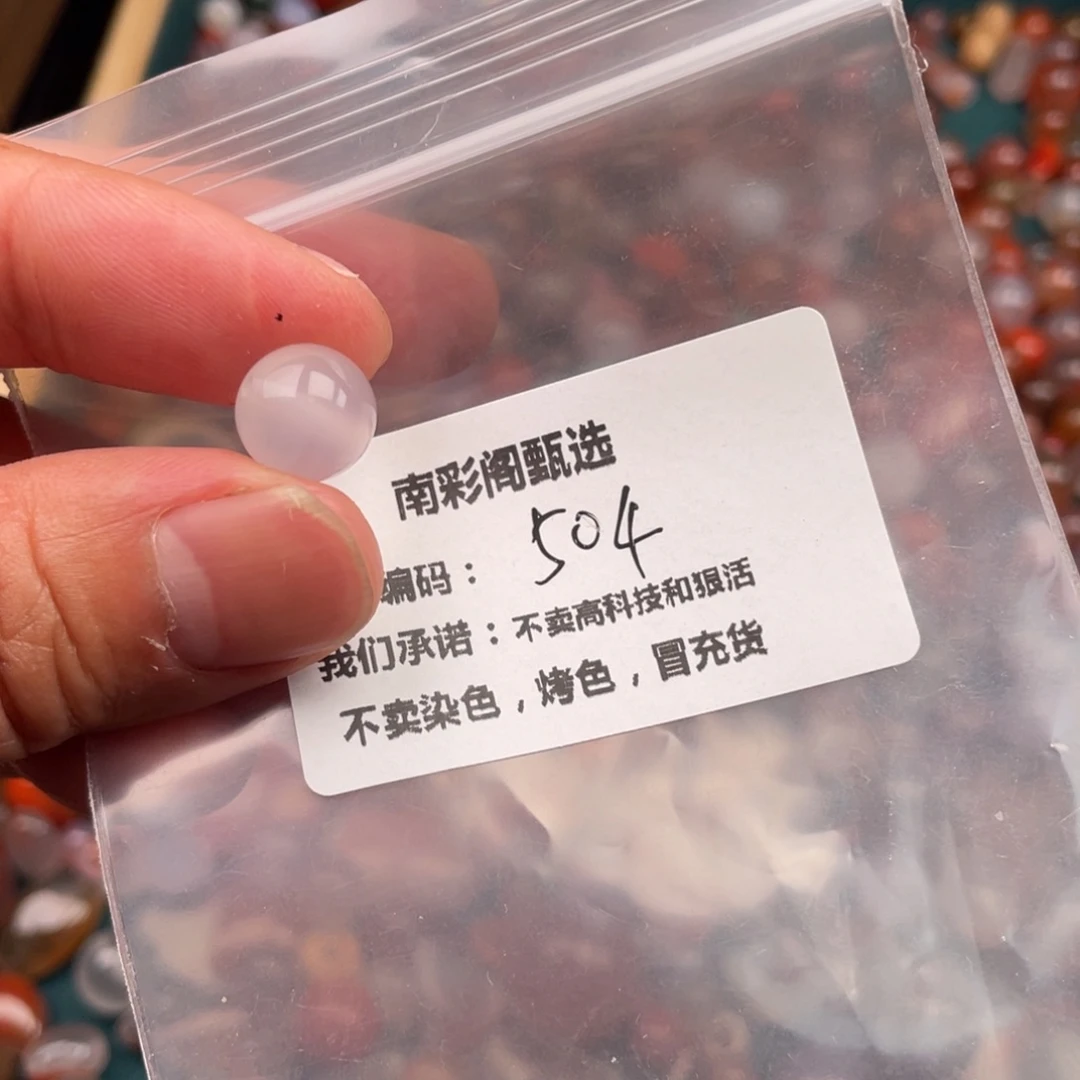 南彩阁甄选
编码：504
我们承诺：不卖高科技和狠活
不卖染色，烤色，冒充货